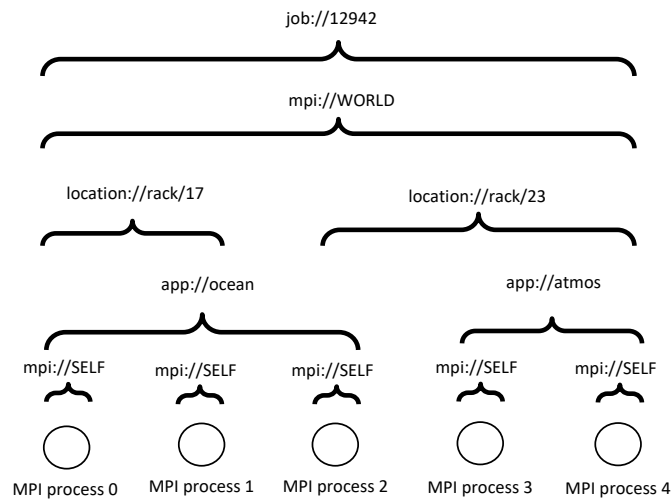 job://12942
mpi://WORLD
location://rack/17
location://rack/23
app://ocean
app://atmos
mpi://SELF
mpi://SELF
mpi://SELF
mpi://SELF
mpi://SELF
MPI process 0
MPI process 1
MPI process 2
MPI process 3
MPI process 4